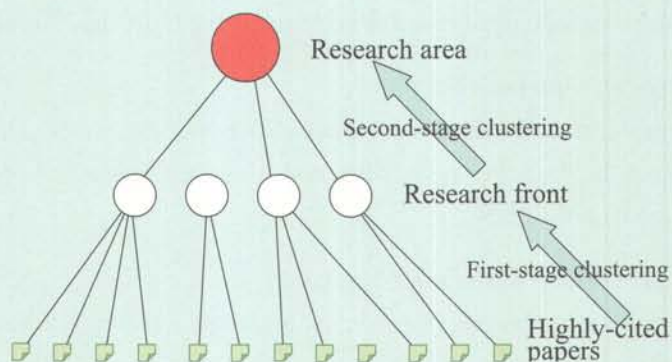 Research area
Second-stage clustering
Research front
First-stage clustering
Highly-cited
papers